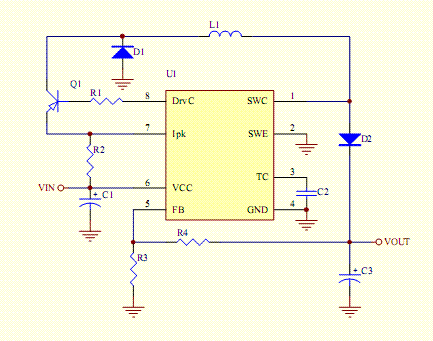 L1
D1
Q1
U1
R1
8 DrvC SWC 1
7 Ipk SWE 2
D2
R2
TC 3
VIN
6 VCC
C1
C2
5 FB GND 4
R4
VOUT
R3
C3